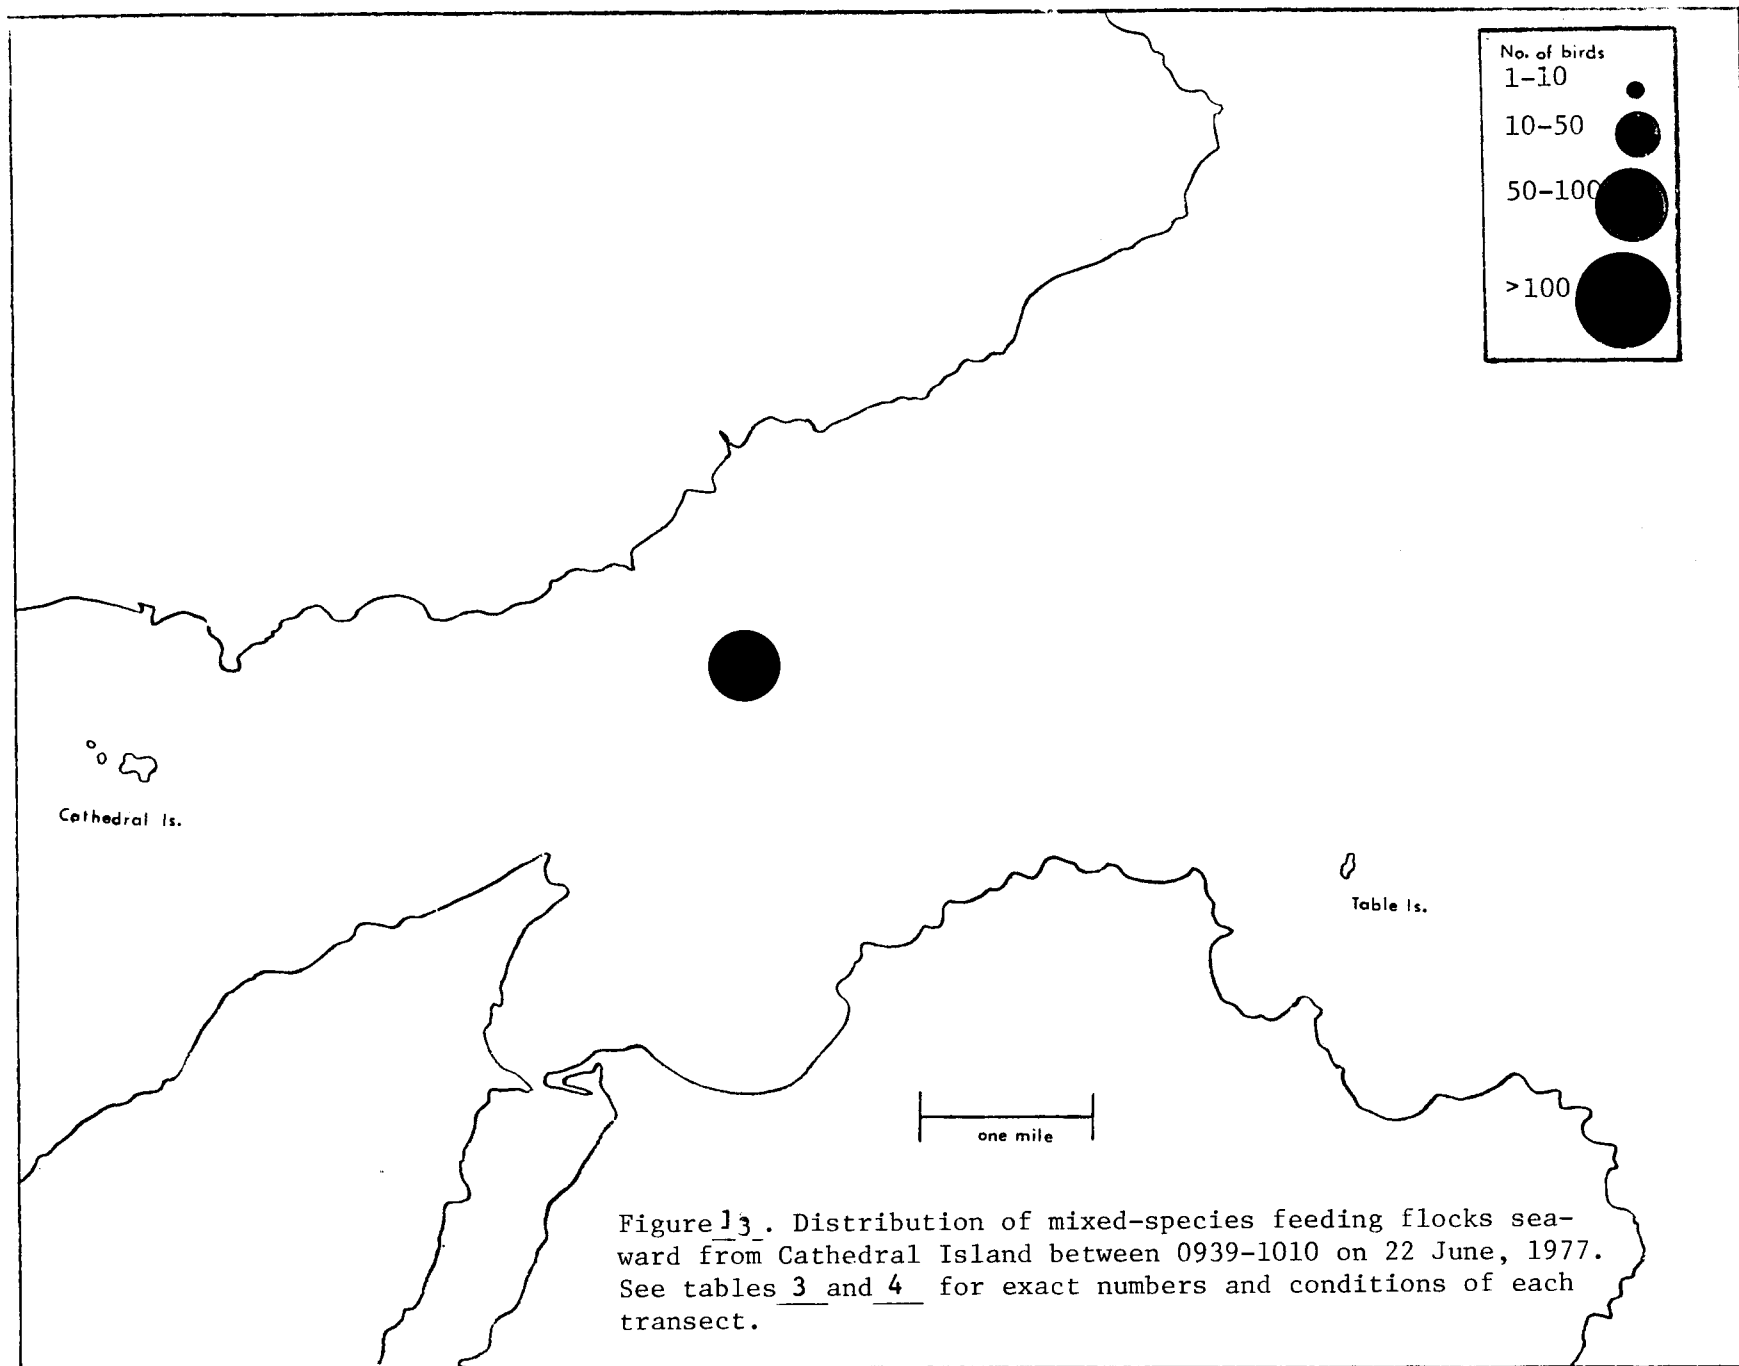 No. of birds
1-10
10-50
50-100
>100
Cathedral Is.
Table Is.
one mile
Figure 13. Distribution of mixed-species feeding flocks sea-
ward from Cathedral Island between 0939-1010 on 22 June, 1977.
See tables 3 and 4 for exact numbers and conditions of each
transect.